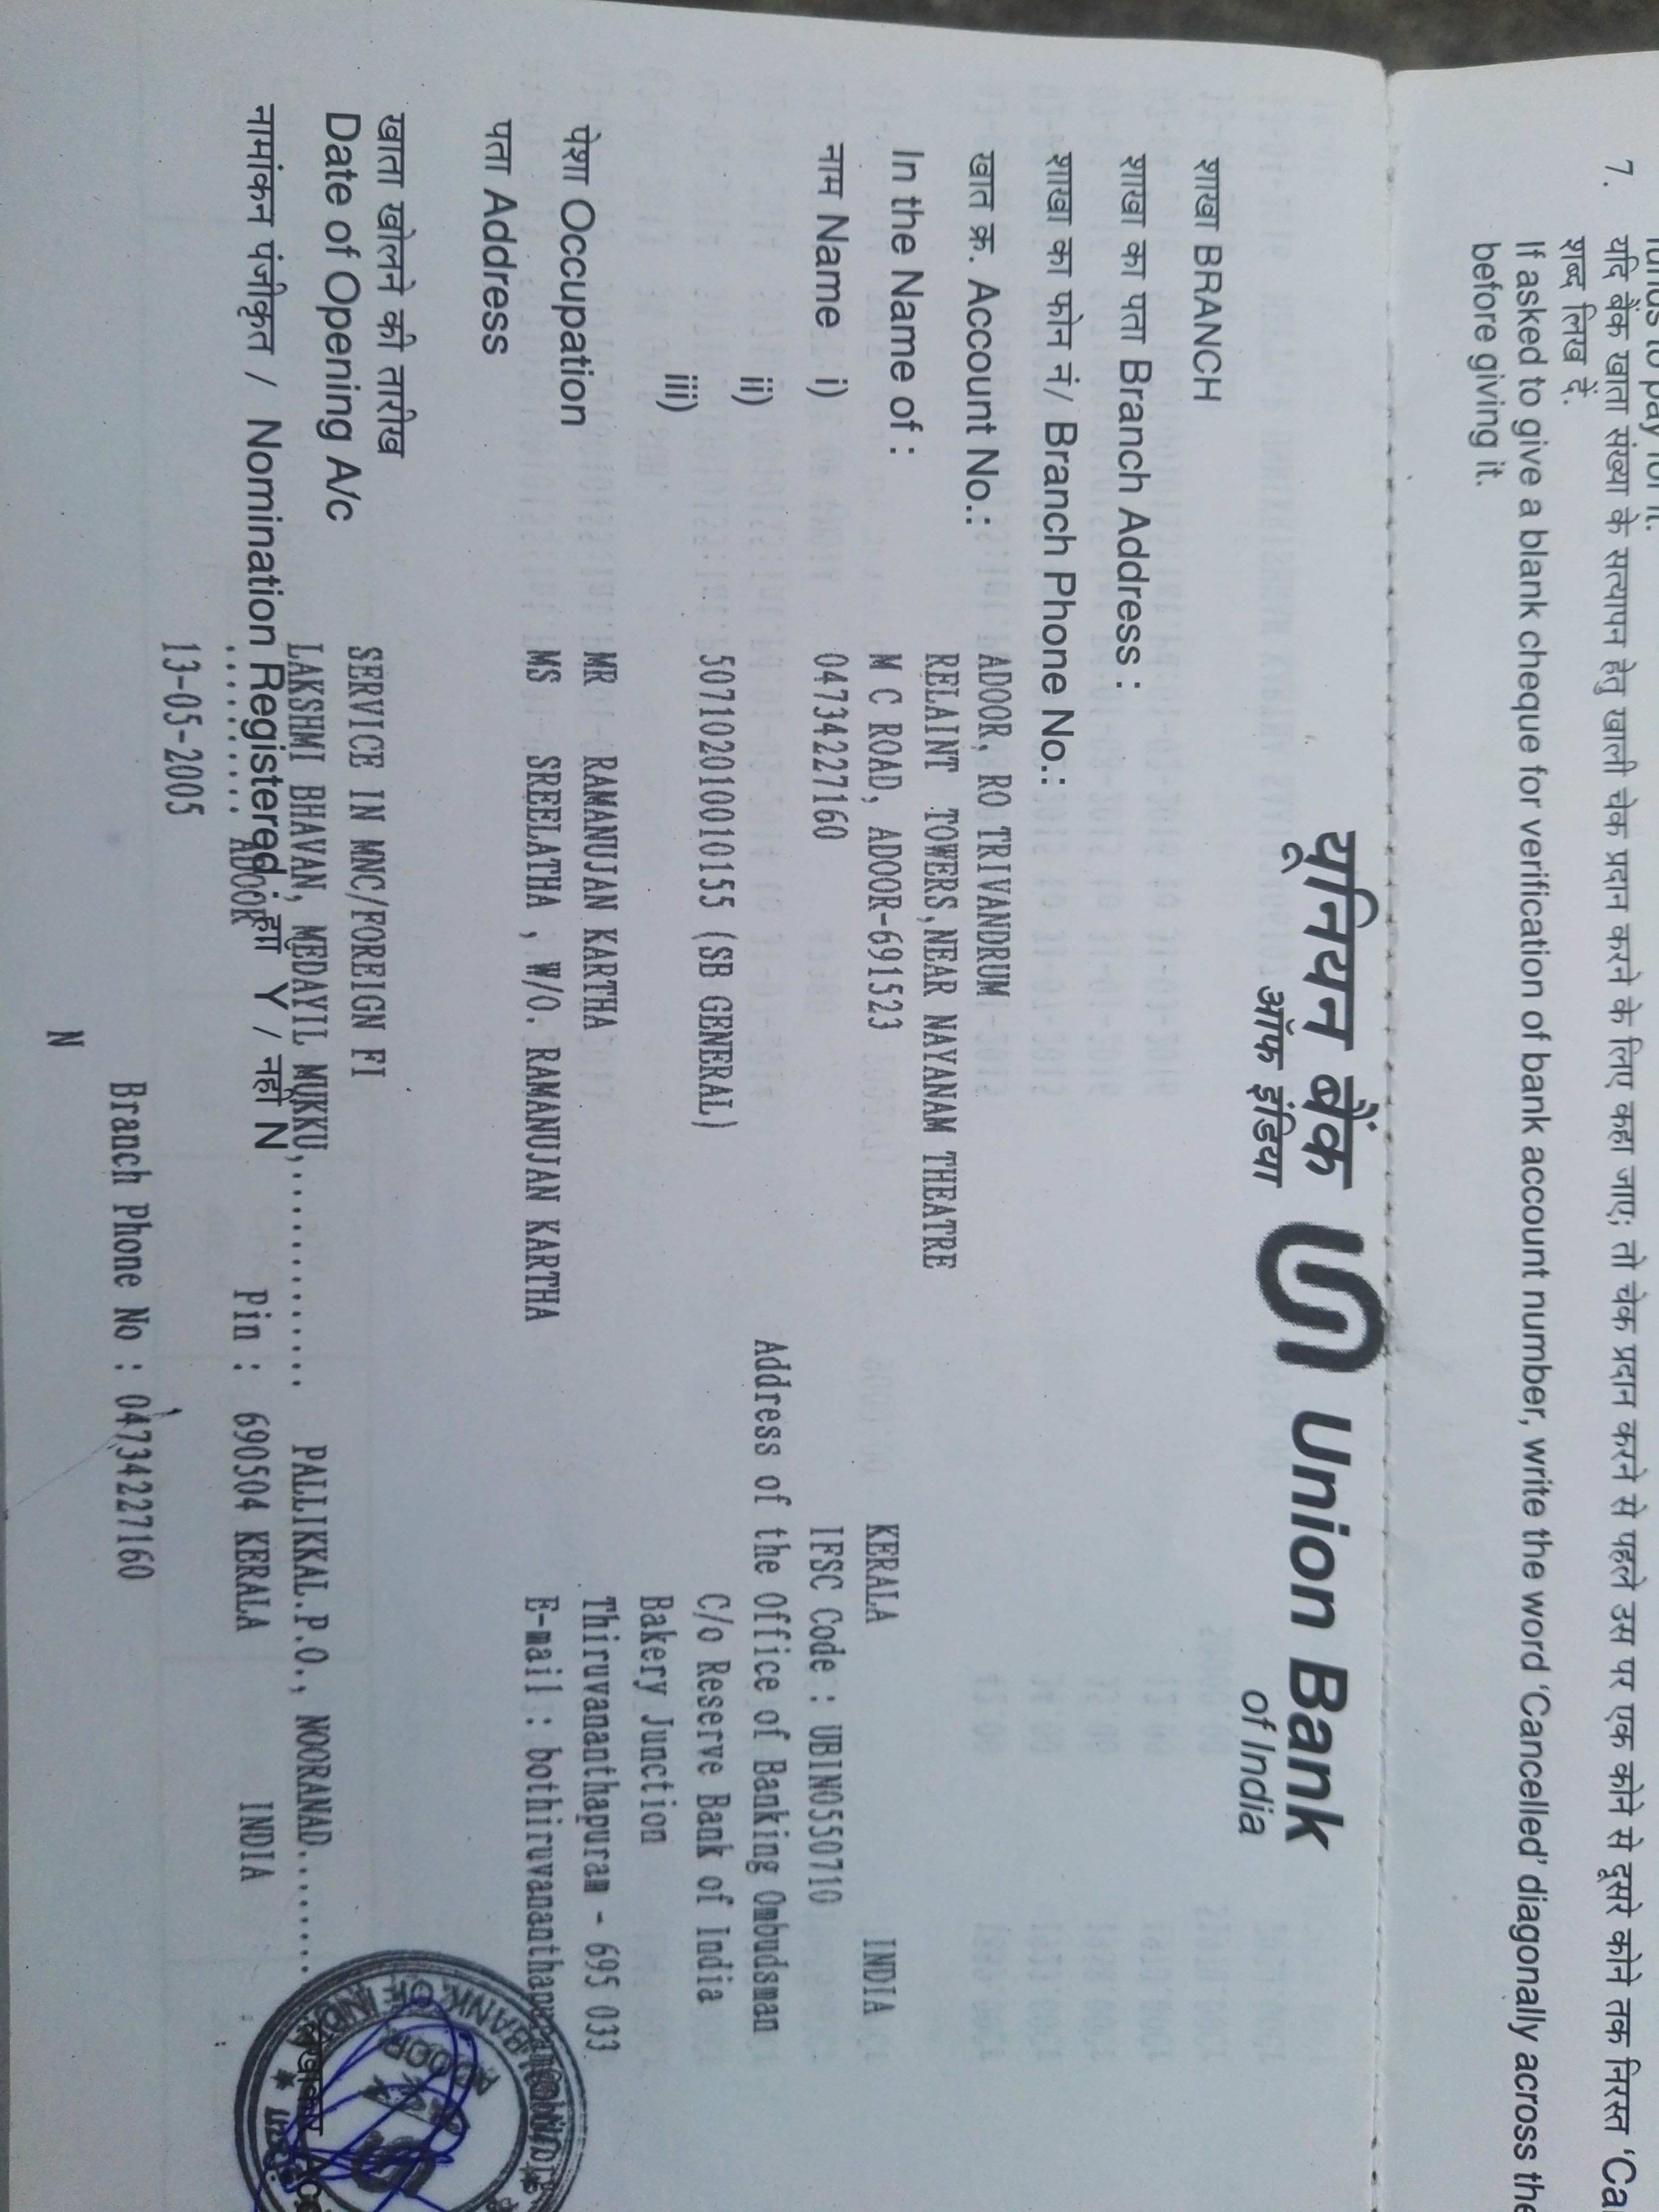 funds to pay for it.
7. यदि बैंक खाता संख्या के सत्यापन हेतु खाली चेक प्रदान करने के लिए कहा जाए; तो चेक प्रदान करने से पहले उस पर एक कोने से दूसरे कोने तक निरस्त ‘Ca
शब्द लिख दें.
If asked to give a blank cheque for verification of bank account number, write the word ‘Cancelled’ diagonally across the
before giving it.
यूनियन बैंक Union Bank
ऑफ इंडिया of India
शाखा BRANCH
शाखा का पता Branch Address :
शाखा का फोन नं/ Branch Phone No.:
ADOOR, RO TRIVANDRUM
खात क्र. Account No.:
RELAINT TOWERS,NEAR NAYANAM THEATRE
In the Name of :
M C ROAD, ADOOR-691523 KERALA INDIA
नाम Name i)
04734227160 IFSC Code : UBIN0550710
ii)
Address of the Office of Banking Ombudsman
iii)
507102010010155 (SB GENERAL) C/o Reserve Bank of India
Bakery Junction
पेशा Occupation
MR RAMANUJAN KARTHA Thiruvananthapuram - 695 033
पता Address
MS SREELATHA , W/O. RAMANUJAN KARTHA E-mail : bothiruvananthapuram
खाता खोलने की तारीख
SERVICE IN MNC/FOREIGN FI
Date of Opening A/c
LAKSHMI BHAVAN, MEDAYIL MUKKU,............ PALLIKKAL.P.O., NOORANAD........
नामांकन पंजीकृत / Nomination Registered : हां Y / नहीं N
.......... ADOOR Pin : 690504 KERALA INDIA
13-05-2005
Branch Phone No : 04734227160
N
BANK OF INDIA
ADOOR